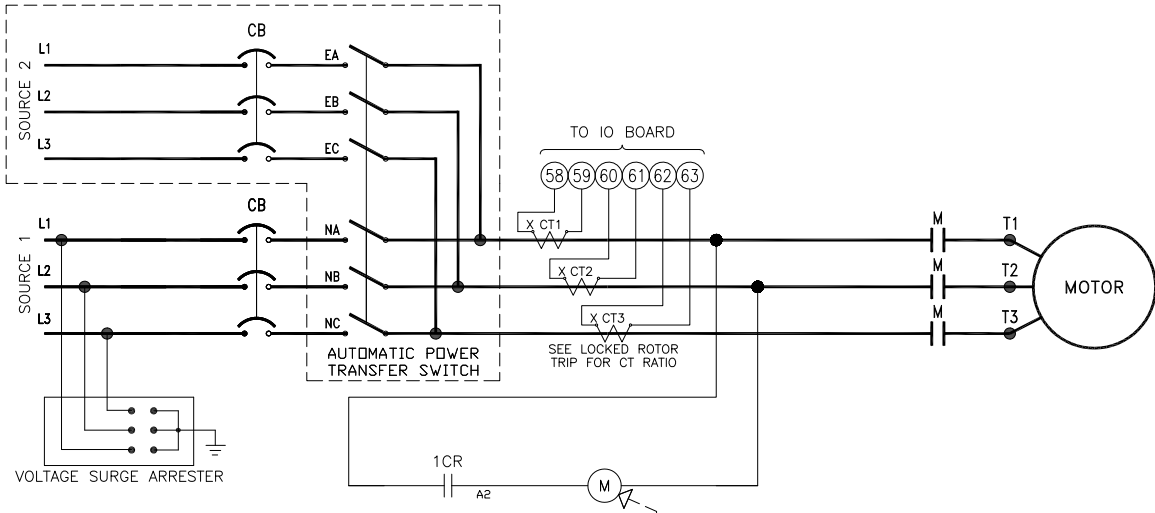 CB
L1
EA
L2
EB
L3
EC
SOURCE 2
TO IO BOARD
58 59 60 61 62 63
CB
L1
NA
X CT1
M
T1
L2
NB
X CT2
M
T2
MOTOR
L3
NC
X CT3
M
T3
SOURCE 1
AUTOMATIC POWER
TRANSFER SWITCH
SEE LOCKED ROTOR
TRIP FOR CT RATIO
VOLTAGE SURGE ARRESTER
1CR
A2
M